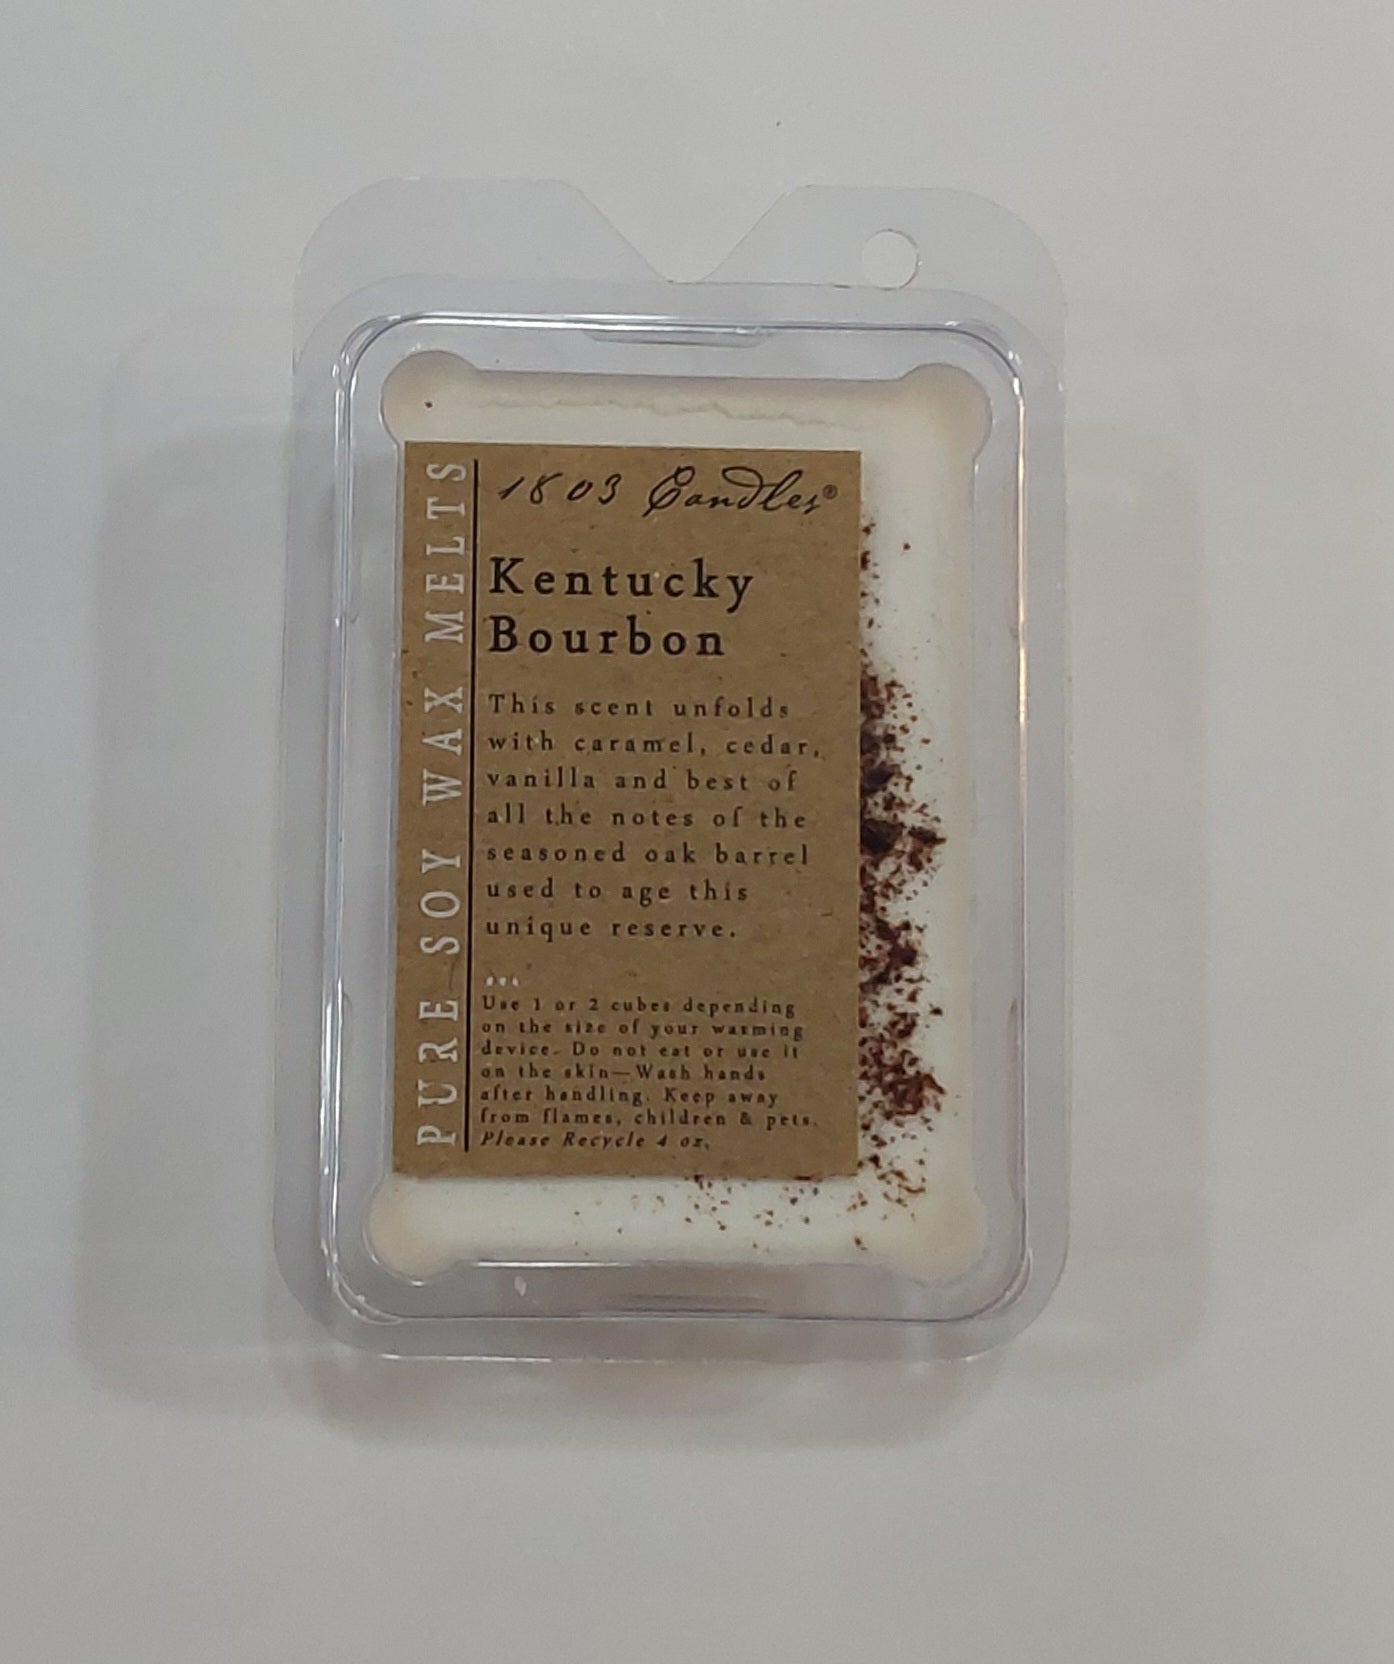 PURE SOY WAX MELTS
1803 Candles®
Kentucky
Bourbon
This scent unfolds
with caramel, cedar,
vanilla and best of
all the notes of the
seasoned oak barrel
used to age this
unique reserve.
...
Use 1 or 2 cubes depending
on the size of your warming
device. Do not eat or use it
on the skin—Wash hands
after handling. Keep away
from flames, children & pets.
Please Recycle 4 oz.